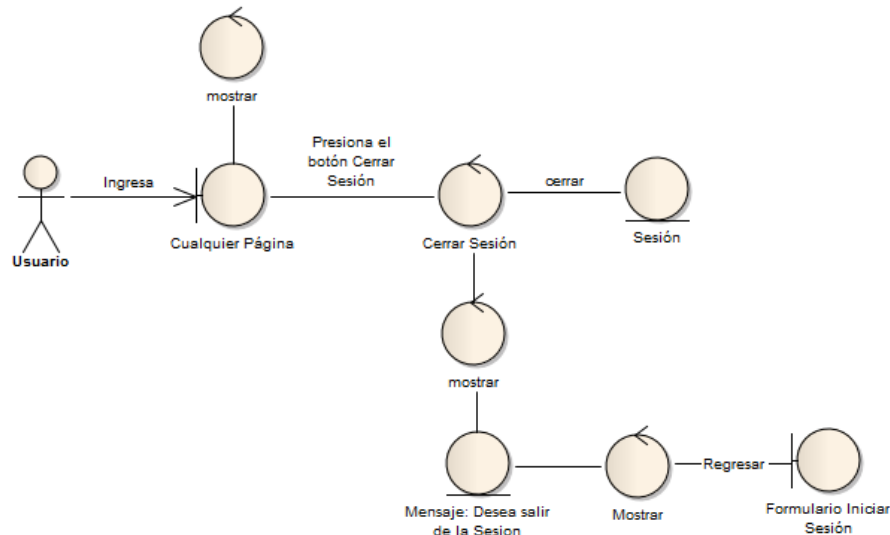 mostrar
Presiona el
botón Cerrar
Sesión
Ingresa
cerrar
Usuario
Cualquier Página
Cerrar Sesión
Sesión
mostrar
Regresar
Mensaje: Desea salir
de la Sesion
Mostrar
Formulario Iniciar
Sesión